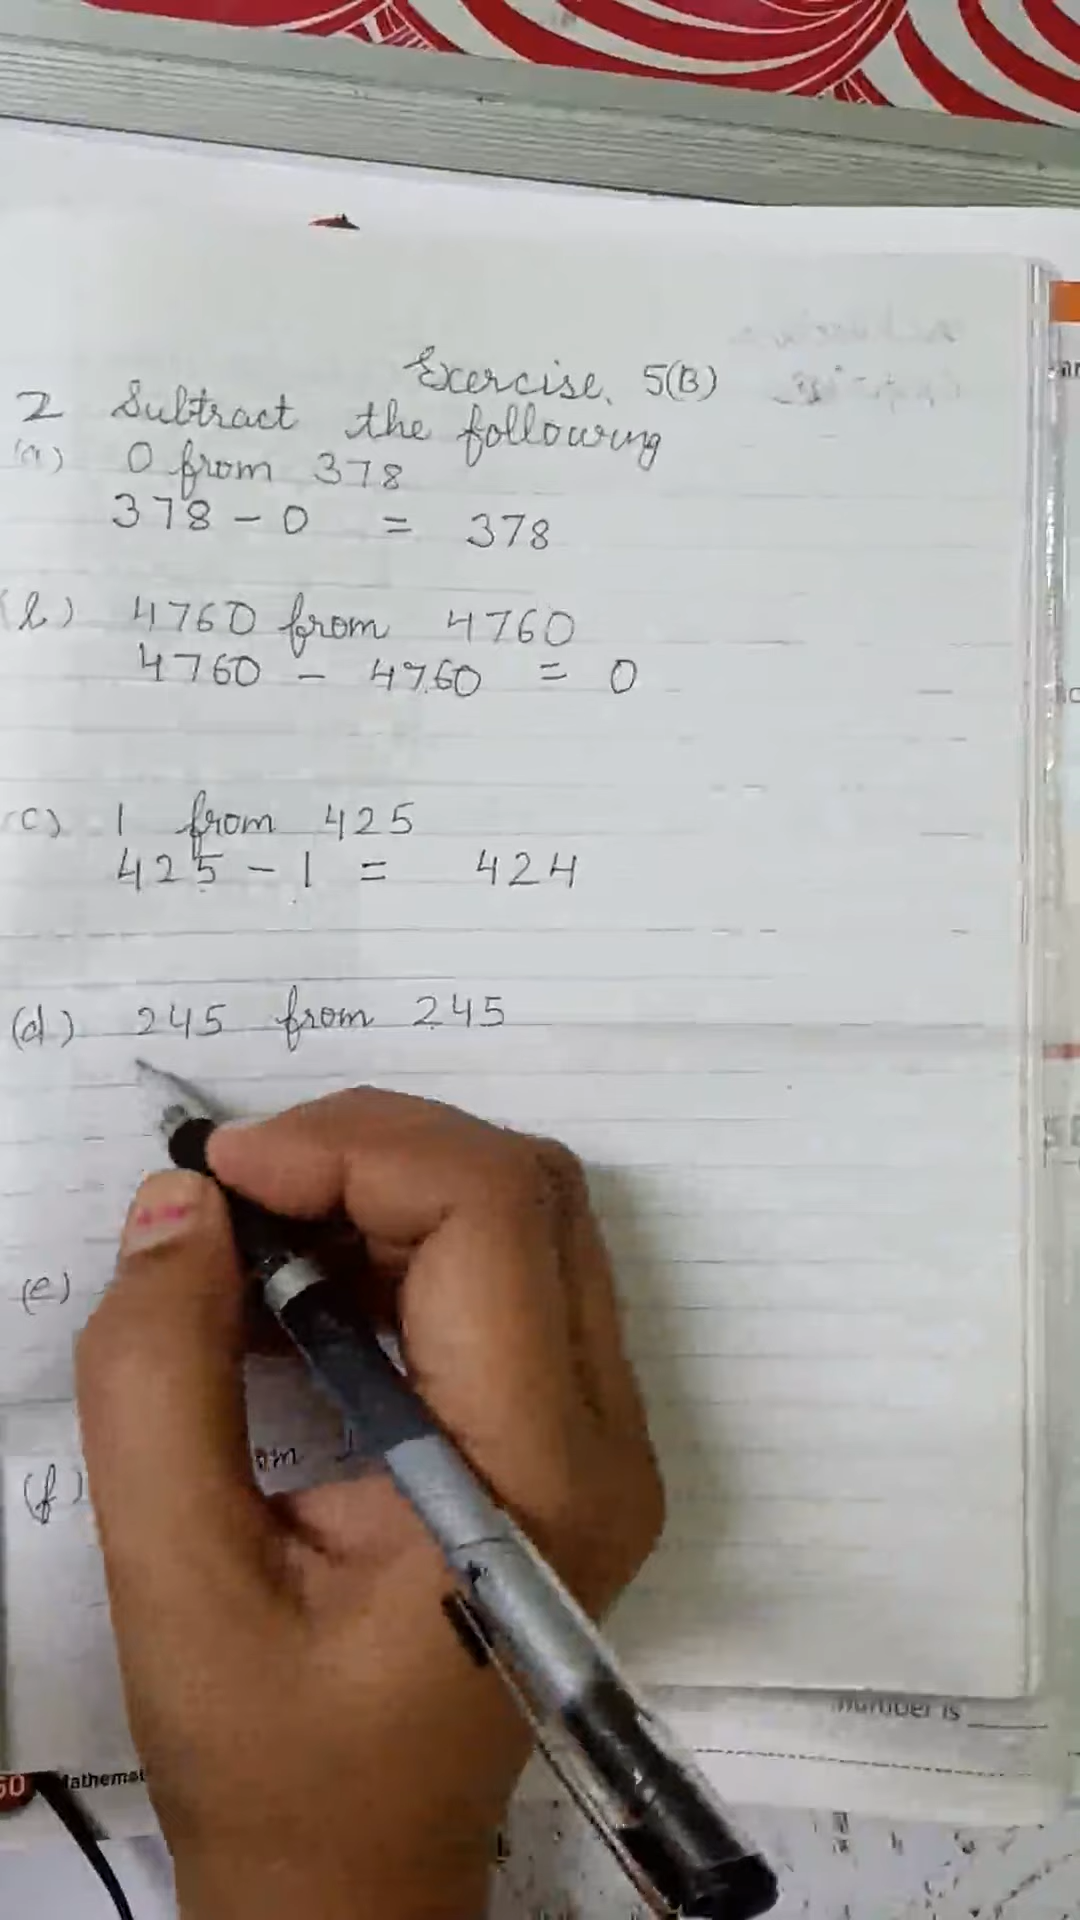 Exercise. 5(B)
2 Subtract the following
(a) 0 from 378
378 - 0 = 378
(b) 4760 from 4760
4760 - 4760 = 0
(c) 1 from 425
425 - 1 = 424
(d) 245 from 245
(e)
(f)
number is